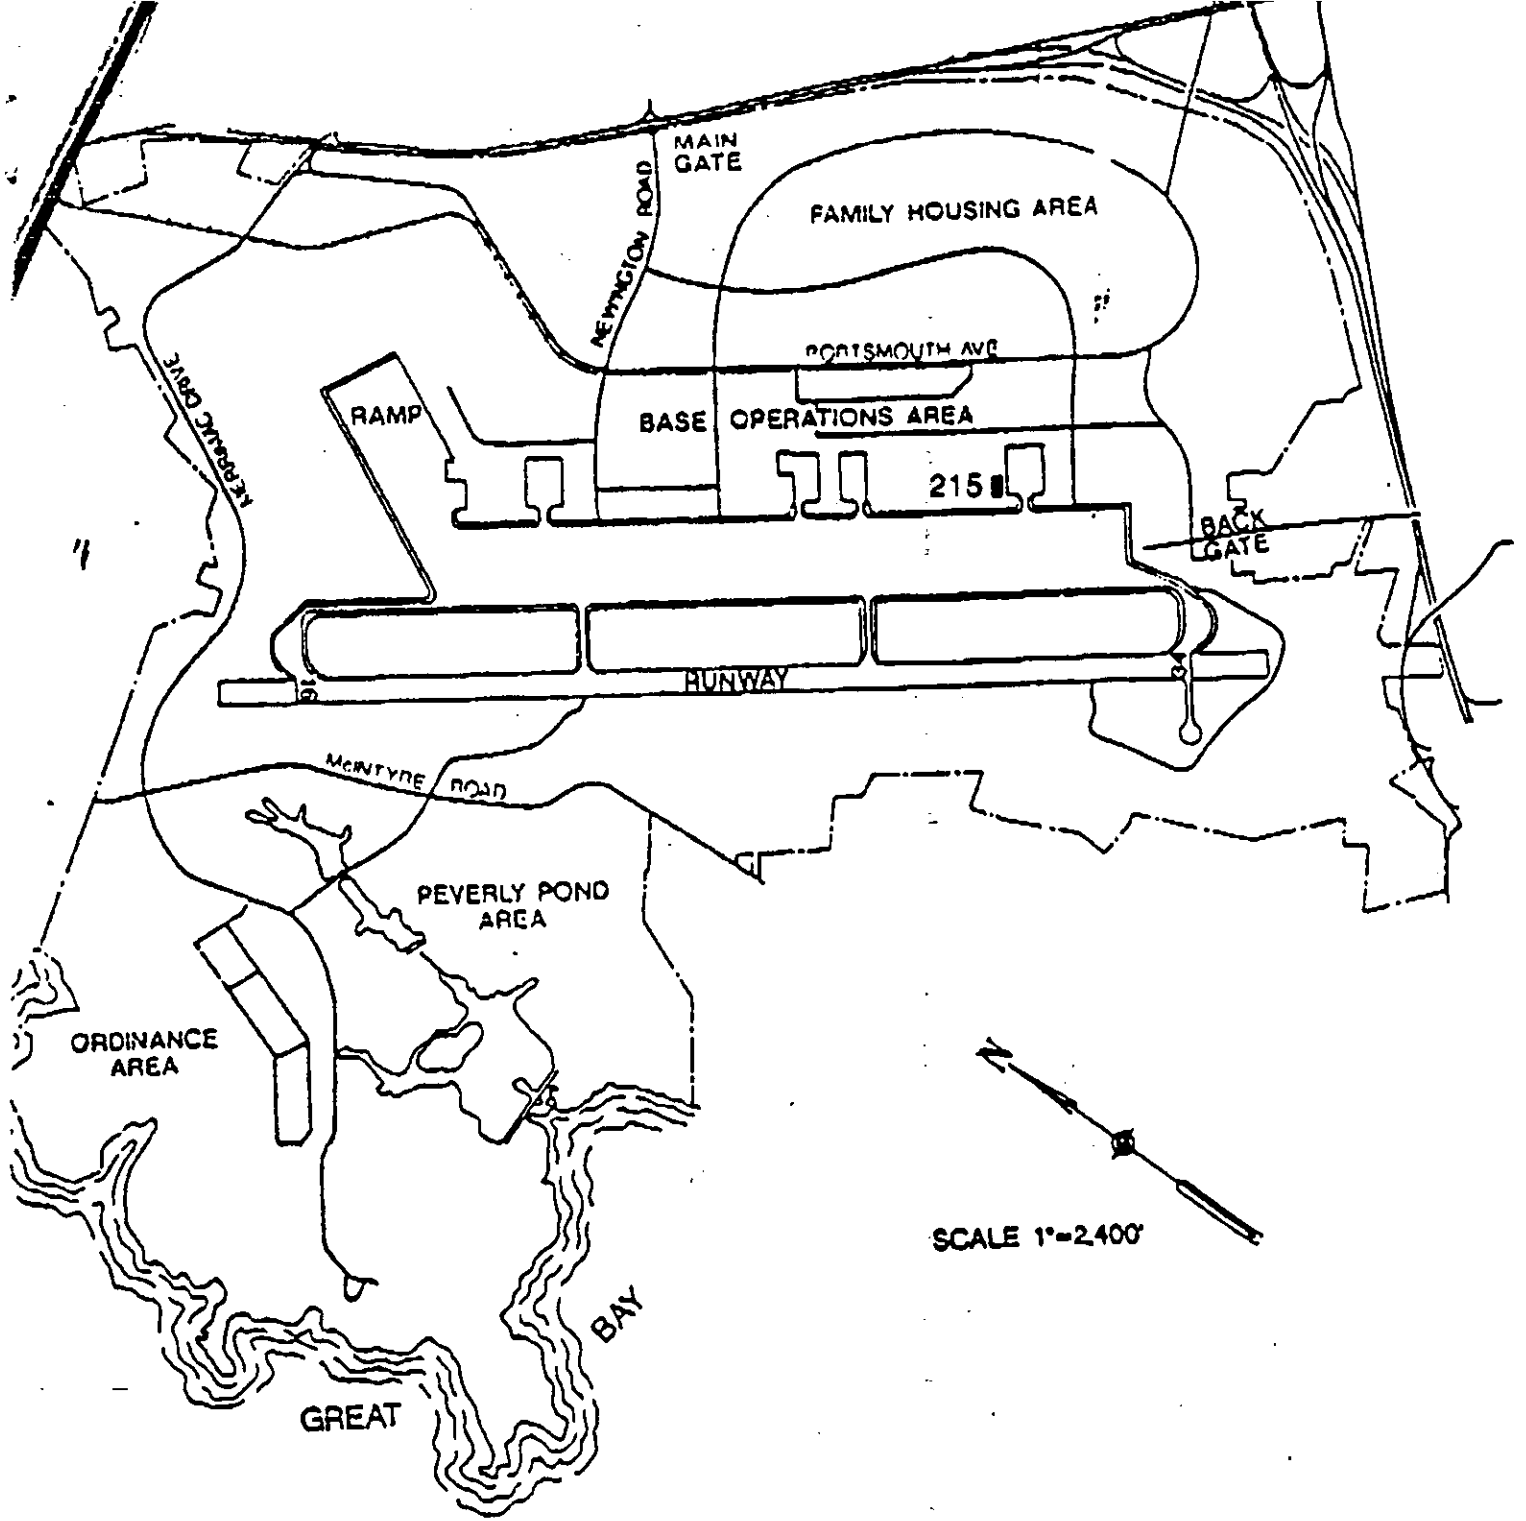 MAIN
GATE
NEWINGTON ROAD
FAMILY HOUSING AREA
PORTSMOUTH AVE
RAMP
BASE OPERATIONS AREA
215
BACK
GATE
RUNWAY
16
34
McINTYRE ROAD
PEVERLY POND
AREA
ORDINANCE
AREA
N
SCALE 1"=2,400'
GREAT
BAY